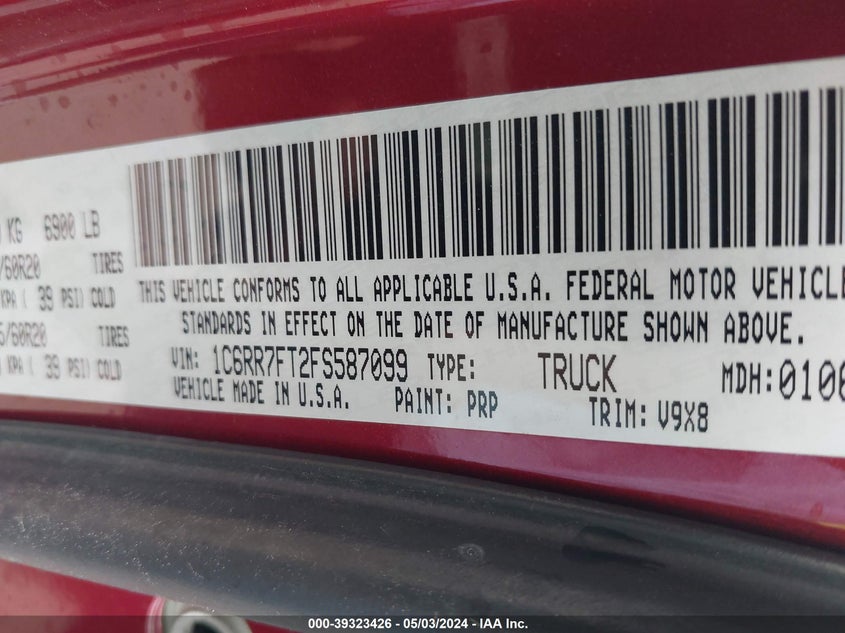 KG 6900 LB
/60R20 TIRES
KPA ( 39 PSI) COLD
5/60R20 TIRES
KPA ( 39 PSI) COLD
THIS VEHICLE CONFORMS TO ALL APPLICABLE U.S.A. FEDERAL MOTOR VEHICLE
STANDARDS IN EFFECT ON THE DATE OF MANUFACTURE SHOWN ABOVE.
VIN: 1C6RR7FT2FS587099 TYPE: TRUCK MDH:0106
VEHICLE MADE IN U.S.A. PAINT: PRP TRIM: V9X8
000-39323426 - 05/03/2024 - IAA Inc.